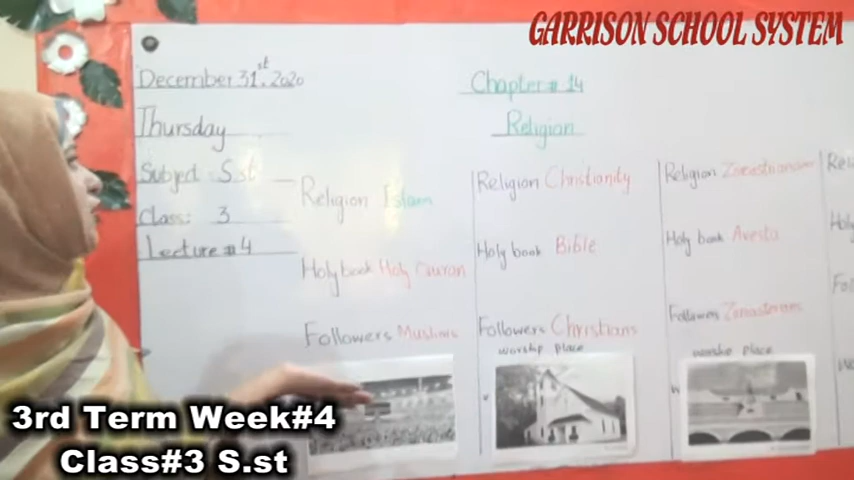 GARRISON SCHOOL SYSTEM
December 31st, 2020
Thursday
Subject: S.st
Class: 3
Lecture # 4
Chapter # 14
Religion
Religion Islam
Holy book Holy Quran
Followers Muslims
Religion Christianity
Holy book Bible
Followers Christians
worship place
Religion
Holy book Avesta
Followers
worship place
3rd Term Week#4
Class#3 S.st